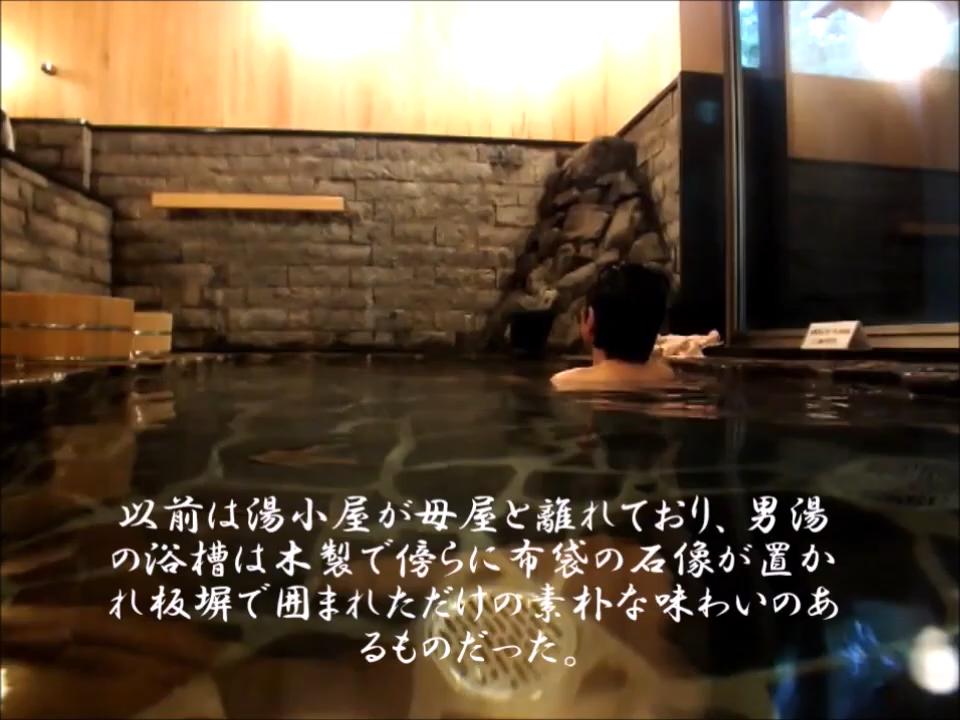 以前は湯小屋が母屋と離れており、男湯
の浴槽は木製で傍らに布袋の石像が置か
れ板塀で囲まれただけの素朴な味わいのあ
るものだった。